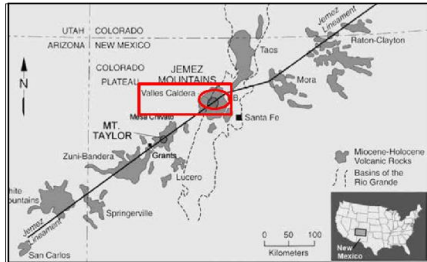 UTAH
COLORADO
ARIZONA
NEW MEXICO
COLORADO
PLATEAU
JEMEZ
MOUNTAINS
Valles Caldera
Taos
Jemez
Lineament
Raton-Clayton
Mora
N
Santa Fe
Mesa Chivato
MT.
TAYLOR
Grants
Zuni-Bandera
Lucero
hite
ountains
Springerville
Jemez
Lineament
San Carlos
Miocene-Holocene
Volcanic Rocks
Basins of the
Rio Grande
0 50 100
Kilometers
New
Mexico